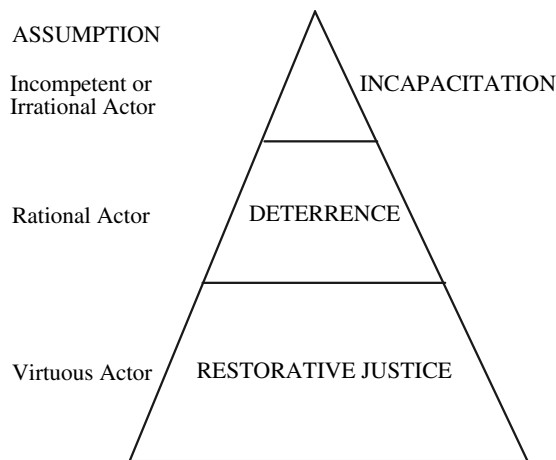 ASSUMPTION
Incompetent or
Irrational Actor
INCAPACITATION
Rational Actor
DETERRENCE
Virtuous Actor
RESTORATIVE JUSTICE